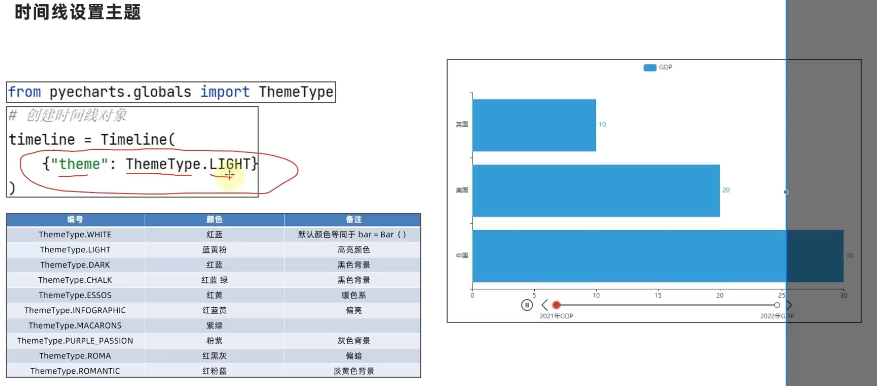 时间线设置主题
from pyecharts.globals import ThemeType
# 创建时间线对象
timeline = Timeline(
{"theme": ThemeType.LIGHT}
)
编号 颜色 备注
ThemeType.WHITE 红蓝 默认颜色等同于 bar = Bar（）
ThemeType.LIGHT 蓝黄粉 高亮颜色
ThemeType.DARK 红蓝 黑色背景
ThemeType.CHALK 红蓝 绿 黑色背景
ThemeType.ESSOS 红黄 暖色系
ThemeType.INFOGRAPHIC 红蓝黄 偏亮
ThemeType.MACARONS 紫绿
ThemeType.PURPLE_PASSION 粉紫 灰色背景
ThemeType.ROMA 红黑灰 偏暗
ThemeType.ROMANTIC 红粉蓝 淡黄色背景
GDP
英国
10
美国
20
中国
30
0 5 10 15 20 25 30
2021年GDP 2022年GDP